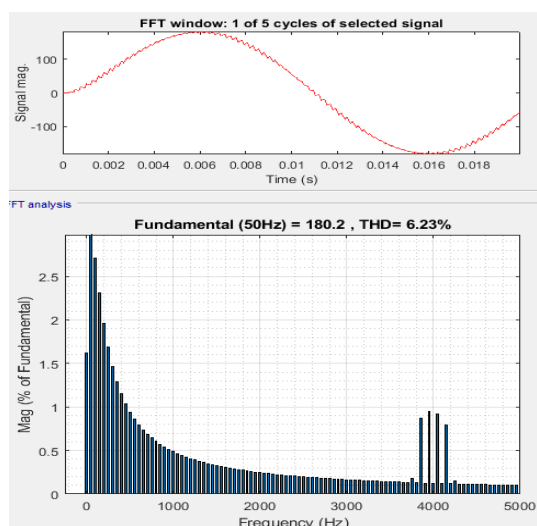 FFT window: 1 of 5 cycles of selected signal
Signal mag.
100
0
-100
0 0.002 0.004 0.006 0.008 0.01 0.012 0.014 0.016 0.018
Time (s)
FFT analysis
Fundamental (50Hz) = 180.2 , THD= 6.23%
Mag (% of Fundamental)
2.5
2
1.5
1
0.5
0
0 1000 2000 3000 4000 5000
Frequency (Hz)